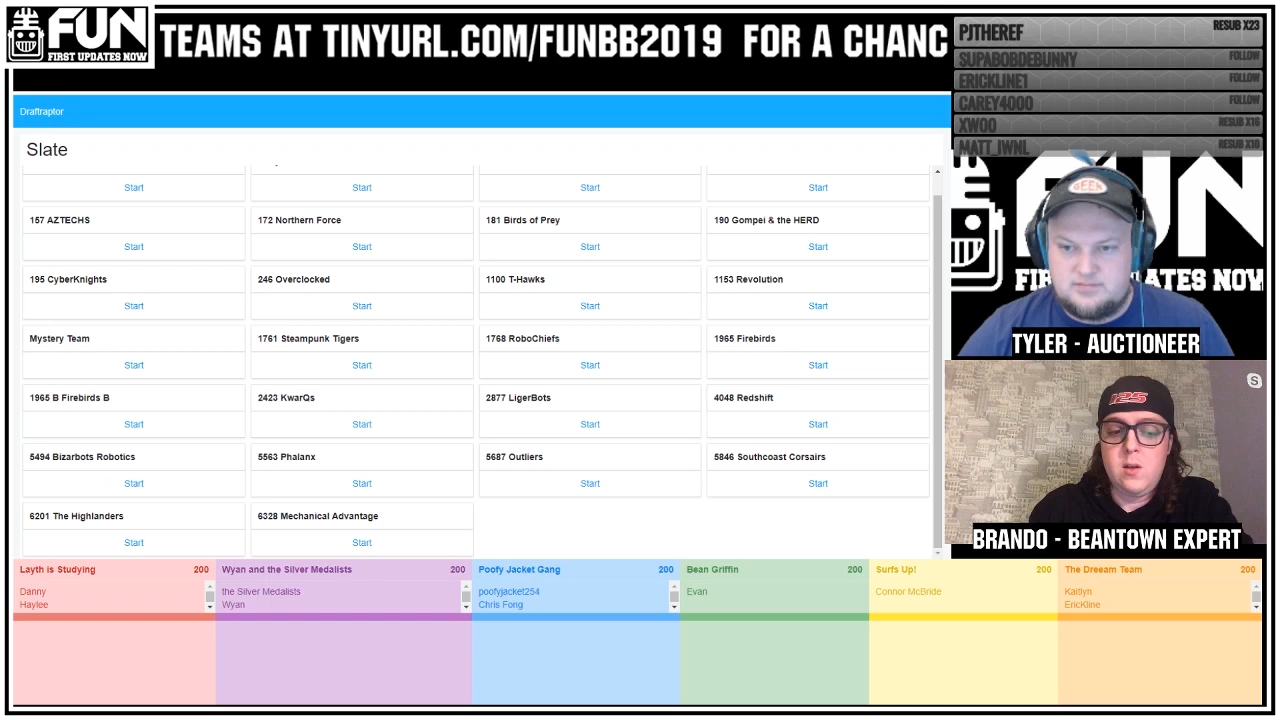 FUN
FIRST UPDATES NOW
TEAMS AT TINYURL.COM/FUNBB2019 FOR A CHANC
PJTHEREF RESUB X23
SUPABOBDEBUNNY FOLLOW
ERICKLINE1 FOLLOW
CAREY4000 FOLLOW
XWOO RESUB X16
MATT_IWNL RESUB X10
Draftraptor
Slate
Start Start Start Start
157 AZTECHS 172 Northern Force 181 Birds of Prey 190 Gompei & the HERD
Start Start Start Start
195 CyberKnights 246 Overclocked 1100 T-Hawks 1153 Revolution
Start Start Start Start
Mystery Team 1761 Steampunk Tigers 1768 RoboChiefs 1965 Firebirds
Start Start Start Start
1965 B Firebirds B 2423 KwarQs 2877 LigerBots 4048 Redshift
Start Start Start Start
5494 Bizarbots Robotics 5563 Phalanx 5687 Outliers 5846 Southcoast Corsairs
Start Start Start Start
6201 The Highlanders 6328 Mechanical Advantage
Start Start
GEEK
TYLER - AUCTIONEER
125
BRANDO - BEANTOWN EXPERT
Layth is Studying 200 Wyan and the Silver Medalists 200 Poofy Jacket Gang 200 Bean Griffin 200 Surfs Up! 200 The Dreeam Team 200
Danny the Silver Medalists poofyjacket254 Evan Connor McBride Kaitlyn
Haylee Wyan Chris Fong EricKline